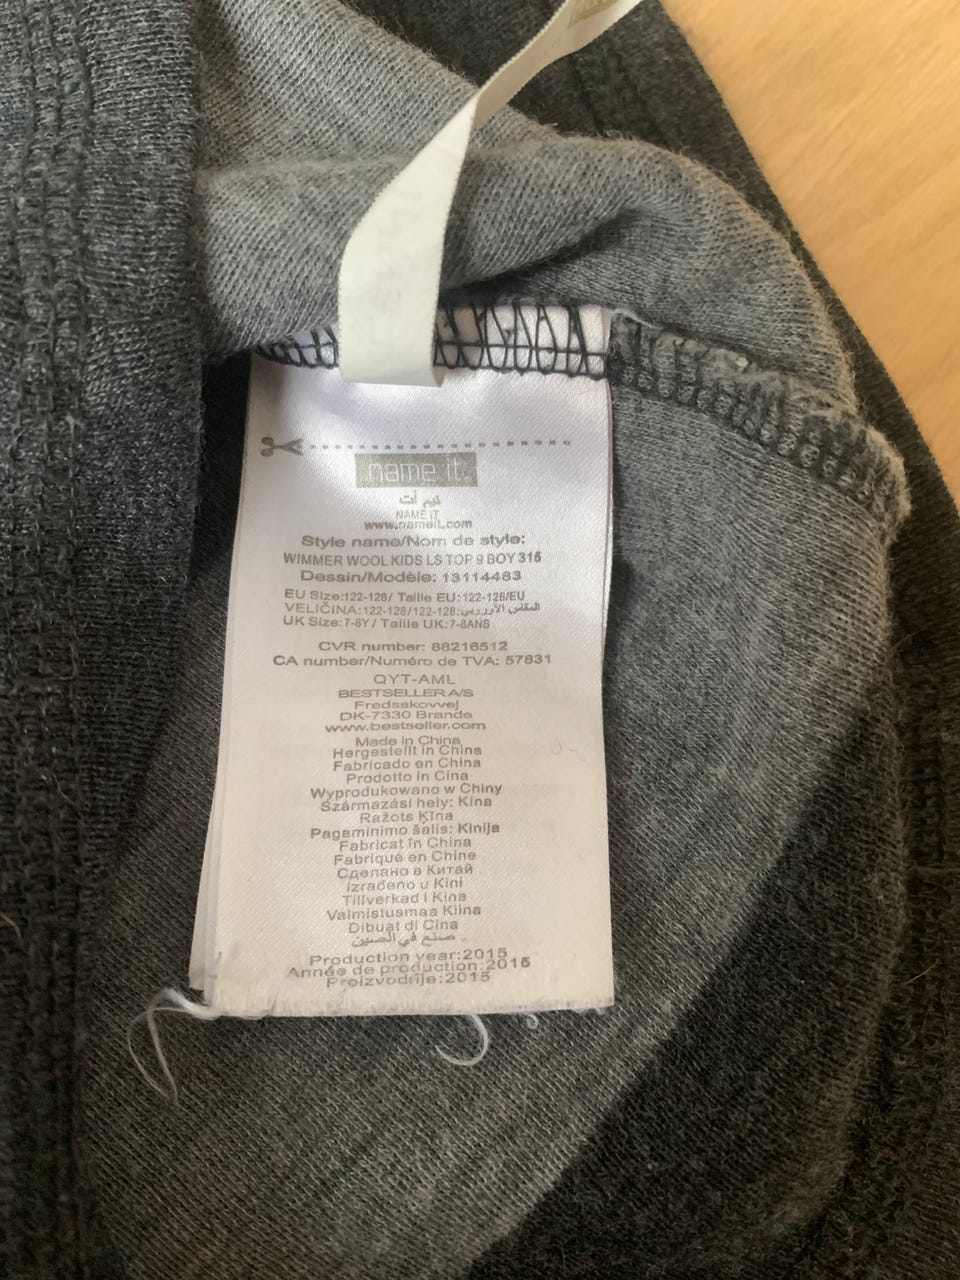 name it.
نيم ات
NAME IT
www.nameit.com
Style name/Nom de style:
WIMMER WOOL KIDS LS TOP 9 BOY 315
Dessin/Modèle: 13114483
EU Size:122-128/ Taille EU:122-128/EU
VELIČINA:122-128/122-128:المقاس الأوروبي
UK Size:7-8Y / Taille UK:7-8ANS
CVR number: 88216512
CA number/Numéro de TVA: 57831
QYT-AML
BESTSELLER A/S
Fredsskovvej
DK-7330 Brande
www.bestseller.com
Made in China
Hergestellt in China
Fabricado en China
Prodotto in Cina
Wyprodukowano w Chiny
Származási hely: Kína
Ražots Ķīna
Pagaminimo šalis: Kinija
Fabricat în China
Fabriqué en Chine
Сделано в Китай
Izrađeno u Kini
Tillverkad i Kina
Valmistusmaa Kiina
Dibuat di Cina
صنع في الصين
Production year:2015
Année de production:2015
Proizvodnje:2015